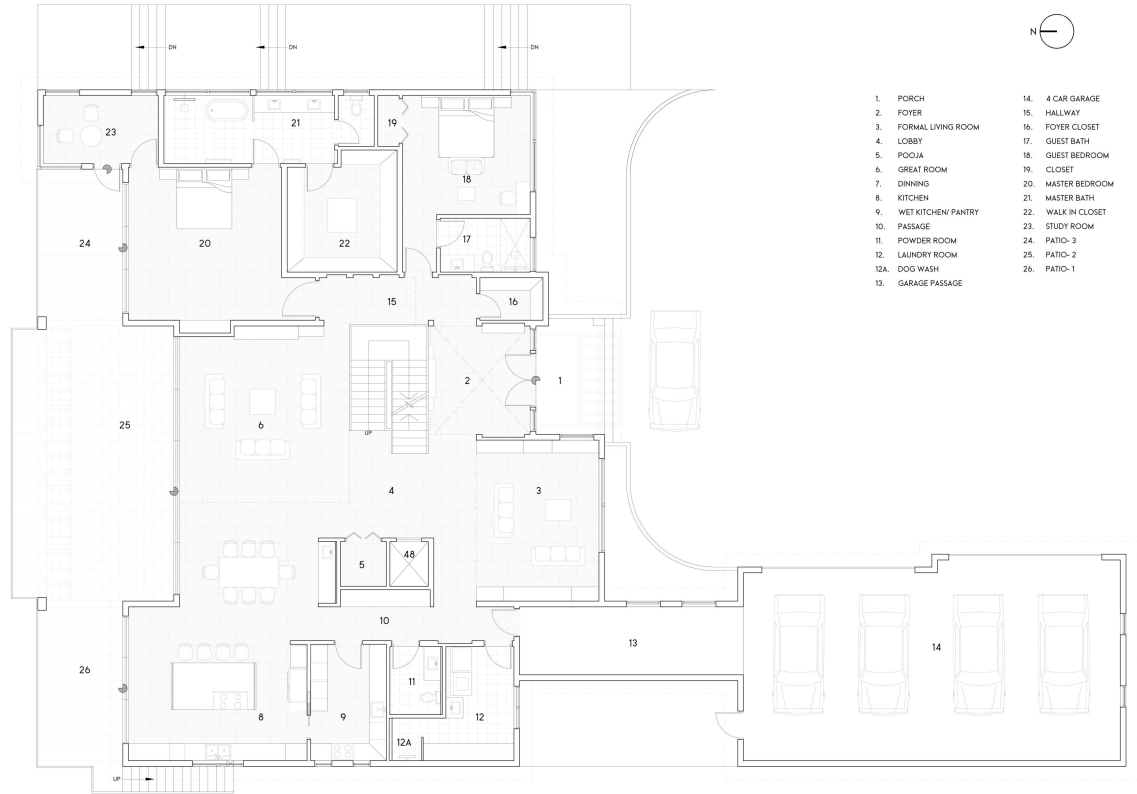 DN
DN
DN
N
1. PORCH
2. FOYER
3. FORMAL LIVING ROOM
4. LOBBY
5. POOJA
6. GREAT ROOM
7. DINNING
8. KITCHEN
9. WET KITCHEN/ PANTRY
10. PASSAGE
11. POWDER ROOM
12. LAUNDRY ROOM
12A. DOG WASH
13. GARAGE PASSAGE
14. 4 CAR GARAGE
15. HALLWAY
16. FOYER CLOSET
17. GUEST BATH
18. GUEST BEDROOM
19. CLOSET
20. MASTER BEDROOM
21. MASTER BATH
22. WALK IN CLOSET
23. STUDY ROOM
24. PATIO- 3
25. PATIO- 2
26. PATIO- 1
23
21
19
18
24
20
22
17
15
16
2
1
25
6
UP
4
3
5
48
10
13
14
26
11
8
9
12
12A
UP